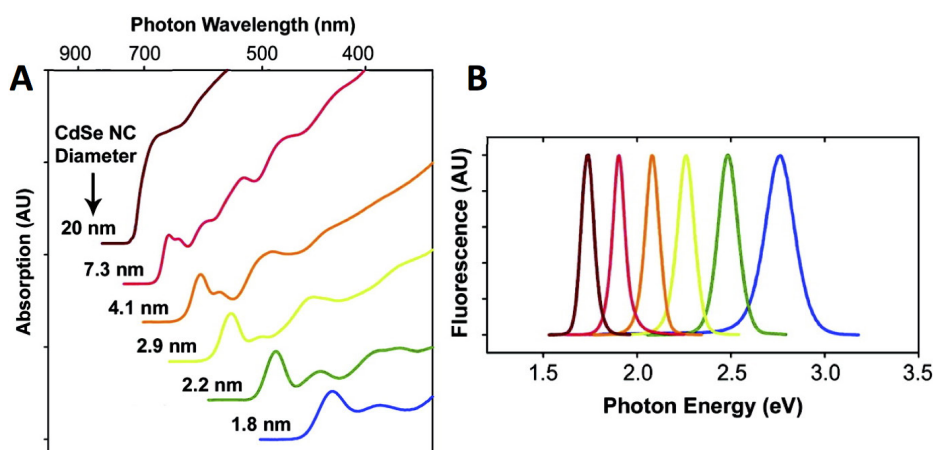 Photon Wavelength (nm)
900 700 500 400
A
CdSe NC
Diameter
20 nm
7.3 nm
4.1 nm
2.9 nm
2.2 nm
1.8 nm
Absorption (AU)
B
Fluorescence (AU)
1.5 2.0 2.5 3.0 3.5
Photon Energy (eV)